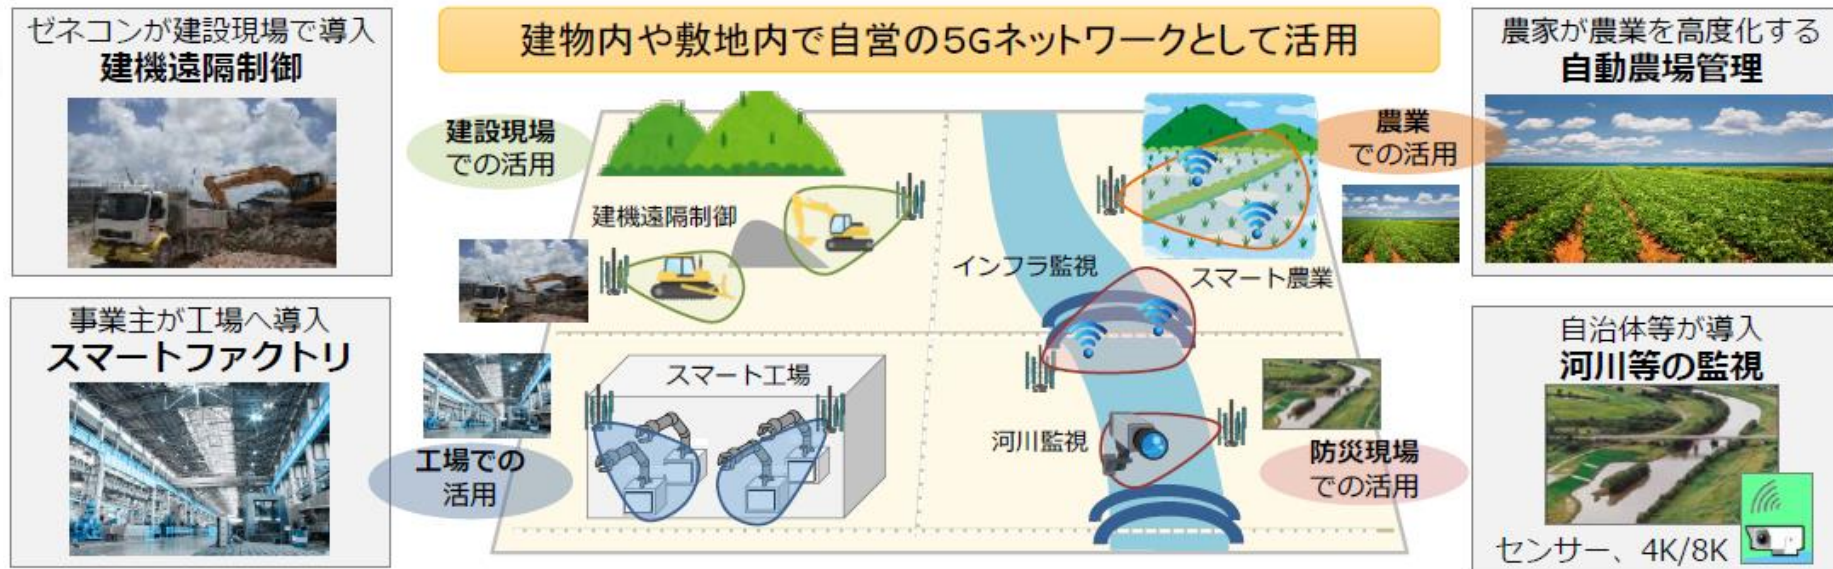 ゼネコンが建設現場で導入
建機遠隔制御
建物内や敷地内で自営の5Gネットワークとして活用
農家が農業を高度化する
自動農場管理
建設現場
での活用
農業
での活用
建機遠隔制御
インフラ監視
スマート農業
事業主が工場へ導入
スマートファクトリ
スマート工場
工場での
活用
河川監視
防災現場
での活用
自治体等が導入
河川等の監視
センサー、4K/8K